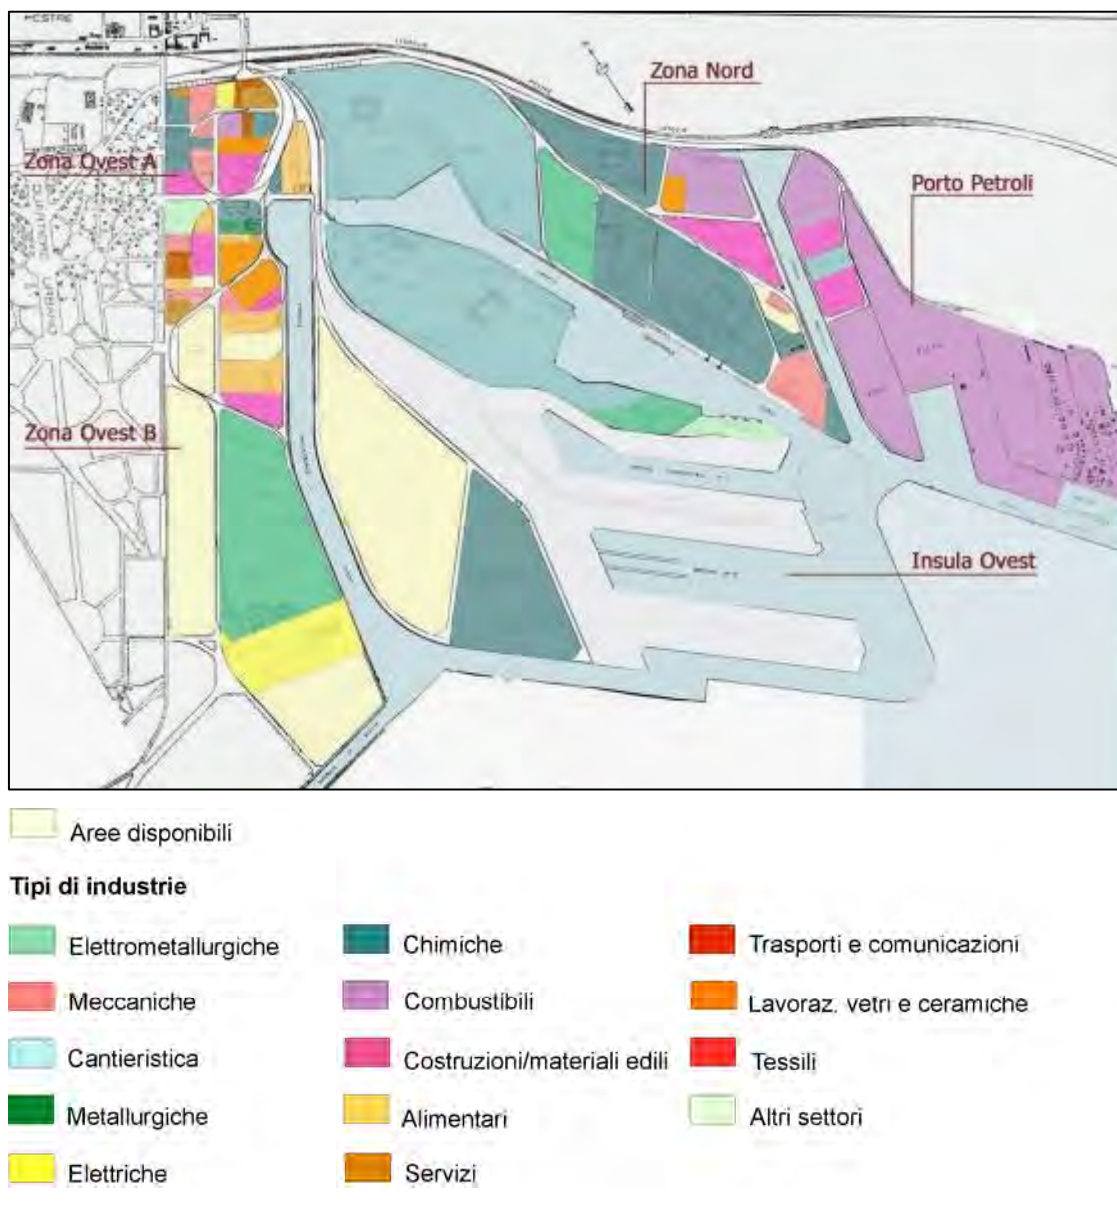 Zona Nord
Zona Ovest A
Porto Petroli
Zona Ovest B
Insula Ovest
Aree disponibili
Tipi di industrie
Elettrometallurgiche
Chimiche
Trasporti e comunicazioni
Meccaniche
Combustibili
Lavoraz. vetri e ceramiche
Cantieristica
Costruzioni/materiali edili
Tessili
Metallurgiche
Alimentari
Altri settori
Elettriche
Servizi